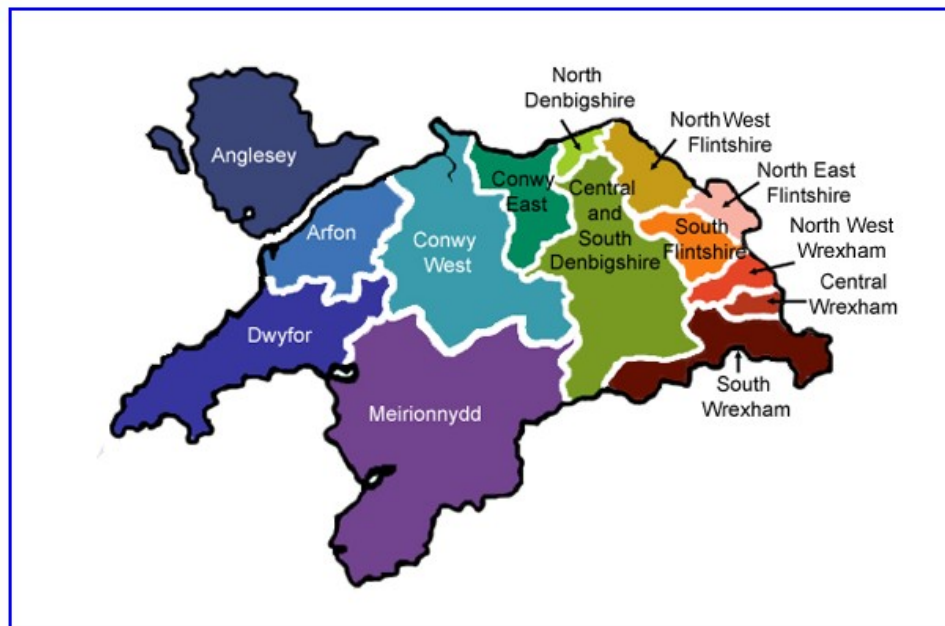 North
Denbigshire
North West
Flintshire
Anglesey
North East
Flintshire
Conwy
East
Central
and
South
Denbigshire
South
Flintshire
North West
Wrexham
Arfon
Conwy
West
Central
Wrexham
Dwyfor
South
Wrexham
Meirionnydd